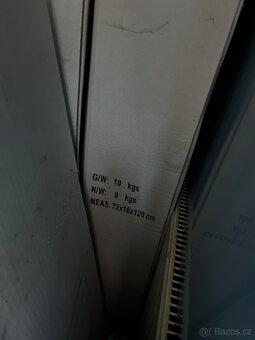 G/W: 10 kgs
N/W: 9 kgs
MEAS. 72x16x120 cm
Bazos.cz